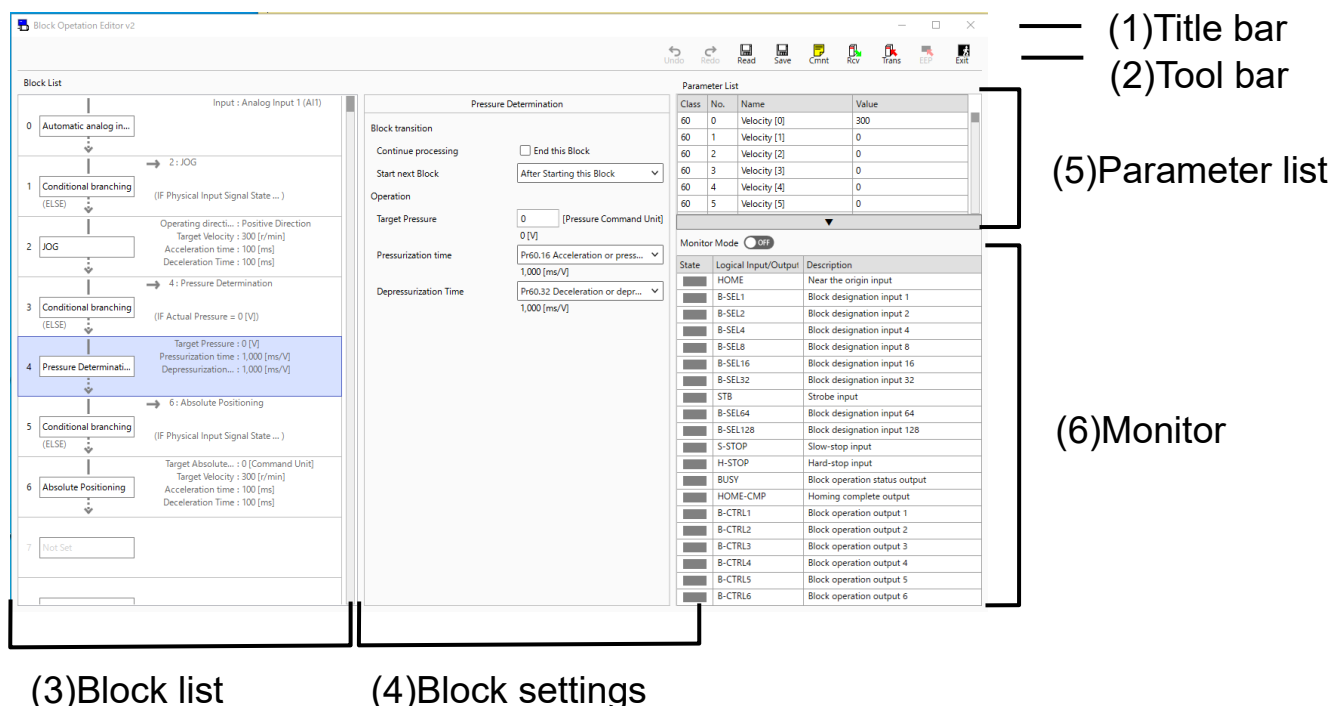 Block Opetation Editor v2
(1)Title bar
Undo Redo Read Save Cmnt Rcv Trans EEP Exit
(2)Tool bar
Block List
Input : Analog Input 1 (AI1)
0 Automatic analog in...
→ 2 : JOG
1 Conditional branching
(IF Physical Input Signal State ... )
(ELSE)
Operating directi... : Positive Direction
Target Velocity : 300 [r/min]
2 JOG
Acceleration time : 100 [ms]
Deceleration Time : 100 [ms]
→ 4 : Pressure Determination
3 Conditional branching
(IF Actual Pressure = 0 [V])
(ELSE)
Target Pressure : 0 [V]
Pressurization time : 1,000 [ms/V]
4 Pressure Determinati...
Depressurization... : 1,000 [ms/V]
→ 6 : Absolute Positioning
5 Conditional branching
(IF Physical Input Signal State ... )
(ELSE)
Target Absolute... : 0 [Command Unit]
Target Velocity : 300 [r/min]
6 Absolute Positioning
Acceleration time : 100 [ms]
Deceleration Time : 100 [ms]
7 Not Set
(3)Block list
Pressure Determination
Block transition
Continue processing End this Block
Start next Block After Starting this Block
Operation
Target Pressure 0 [Pressure Command Unit]
0 [V]
Pressurization time Pr60.16 Acceleration or press...
1,000 [ms/V]
Depressurization Time Pr60.32 Deceleration or depr...
1,000 [ms/V]
(4)Block settings
Parameter List
Class No. Name Value
60 0 Velocity [0] 300
60 1 Velocity [1] 0
60 2 Velocity [2] 0
60 3 Velocity [3] 0
60 4 Velocity [4] 0
60 5 Velocity [5] 0
▼
(5)Parameter list
Monitor Mode OFF
State Logical Input/Output Description
HOME Near the origin input
B-SEL1 Block designation input 1
B-SEL2 Block designation input 2
B-SEL4 Block designation input 4
B-SEL8 Block designation input 8
B-SEL16 Block designation input 16
B-SEL32 Block designation input 32
STB Strobe input
B-SEL64 Block designation input 64
B-SEL128 Block designation input 128
S-STOP Slow-stop input
H-STOP Hard-stop input
BUSY Block operation status output
HOME-CMP Homing complete output
B-CTRL1 Block operation output 1
B-CTRL2 Block operation output 2
B-CTRL3 Block operation output 3
B-CTRL4 Block operation output 4
B-CTRL5 Block operation output 5
B-CTRL6 Block operation output 6
(6)Monitor